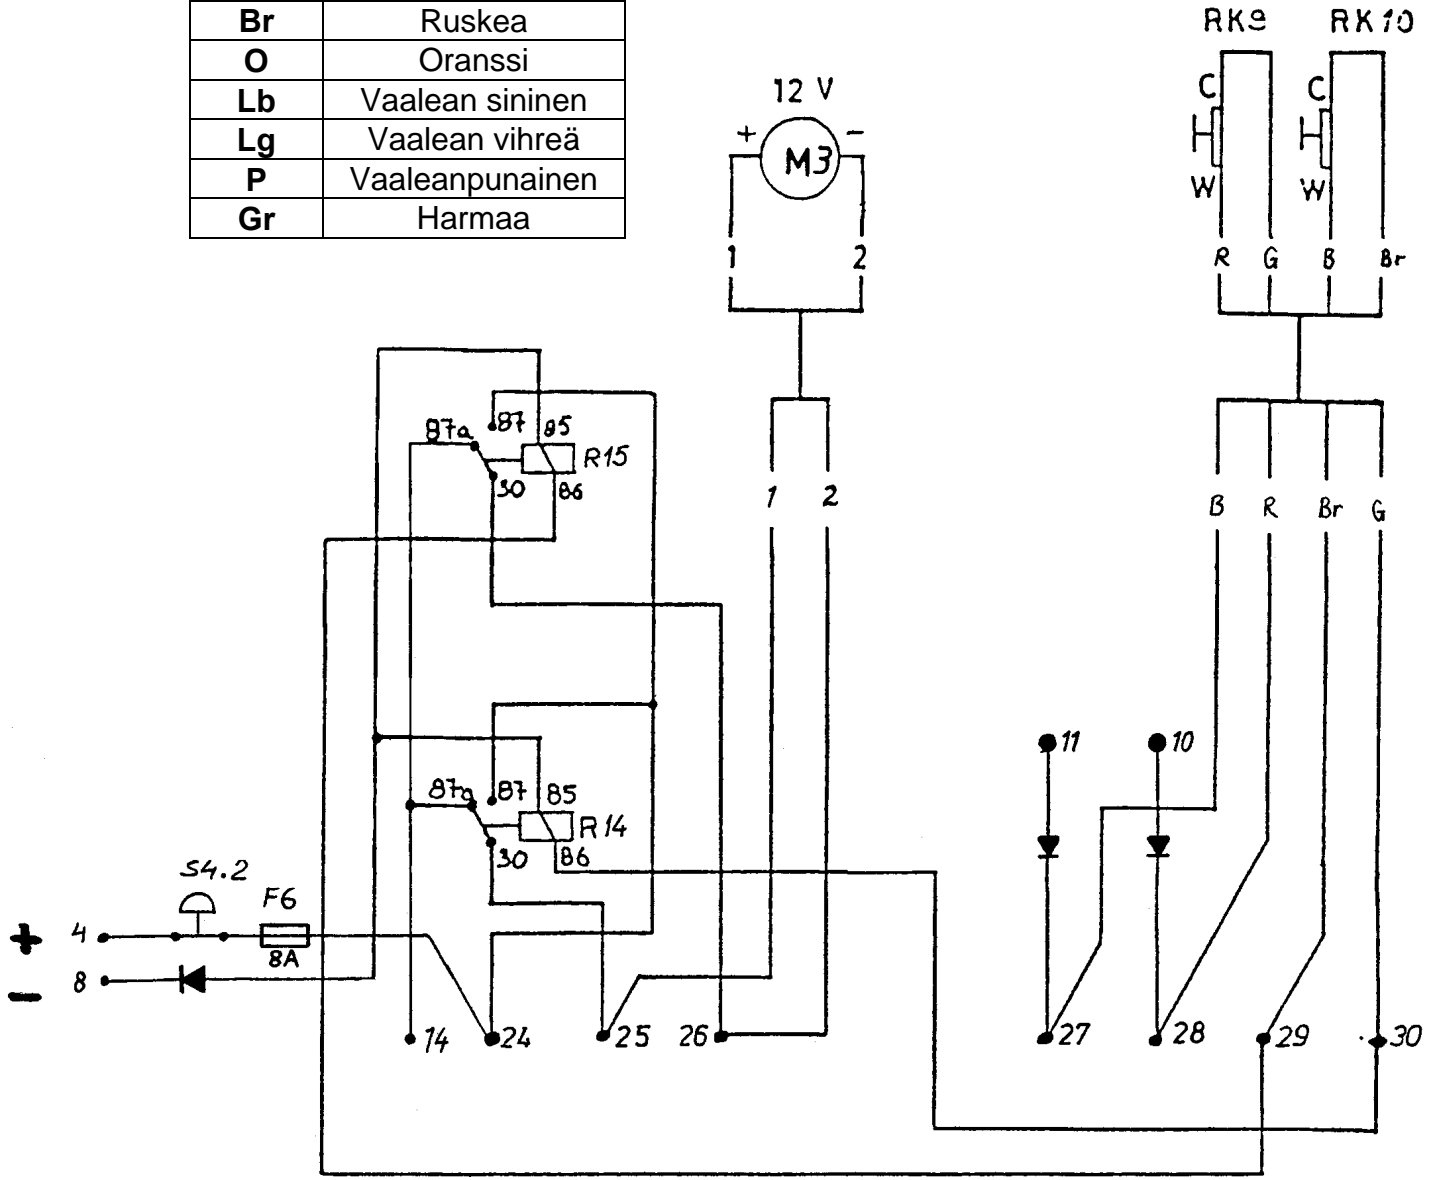 Br Ruskea
O Oranssi
Lb Vaalean sininen
Lg Vaalean vihreä
P Vaaleanpunainen
Gr Harmaa
RK9 RK10
12 V
+ M3 -
C C
W W
1 2
R G B Br
87a 87 85
R15
30 86
1 2
B R Br G
11 10
87a 87 85
R14
30 86
S4.2
F6
+ 4
8A
- 8
14 24 25 26 27 28 29 30